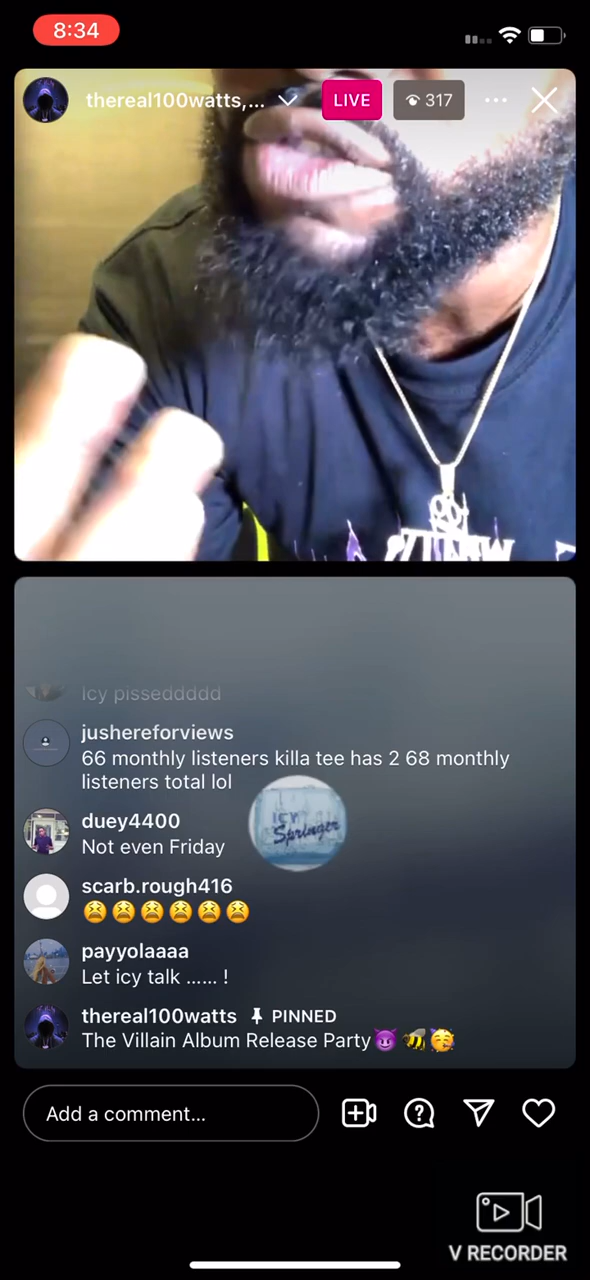 8:34
thereal100watts,...
LIVE
317
Icy pisseddddd
jushereforviews
66 monthly listeners killa tee has 2 68 monthly
listeners total lol
ICY
Springer
duey4400
Not even Friday
scarb.rough416
😫😫😫😫😫😫
payyolaaaa
Let icy talk ...... !
thereal100watts PINNED
The Villain Album Release Party😈 🐝🥳
Add a comment...
V RECORDER